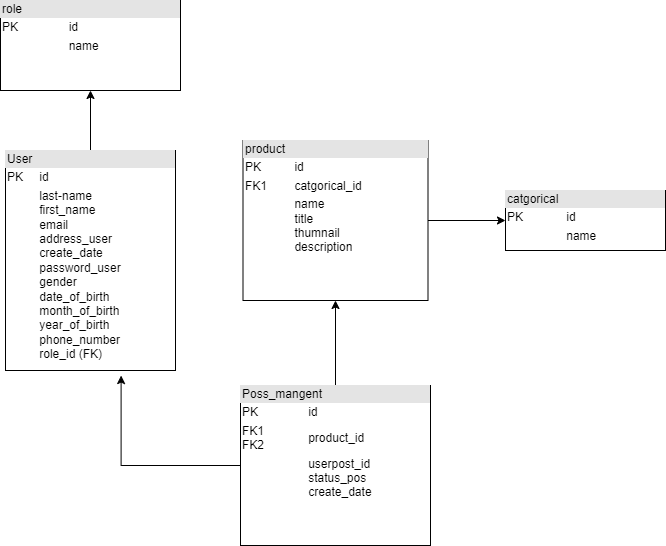 role
PK id
name
User
PK id
last-name
first_name
email
address_user
create_date
password_user
gender
date_of_birth
month_of_birth
year_of_birth
phone_number
role_id (FK)
product
PK id
FK1 catgorical_id
name
title
thumnail
description
catgorical
PK id
name
Poss_mangent
PK id
FK1
FK2 product_id
userpost_id
status_pos
create_date